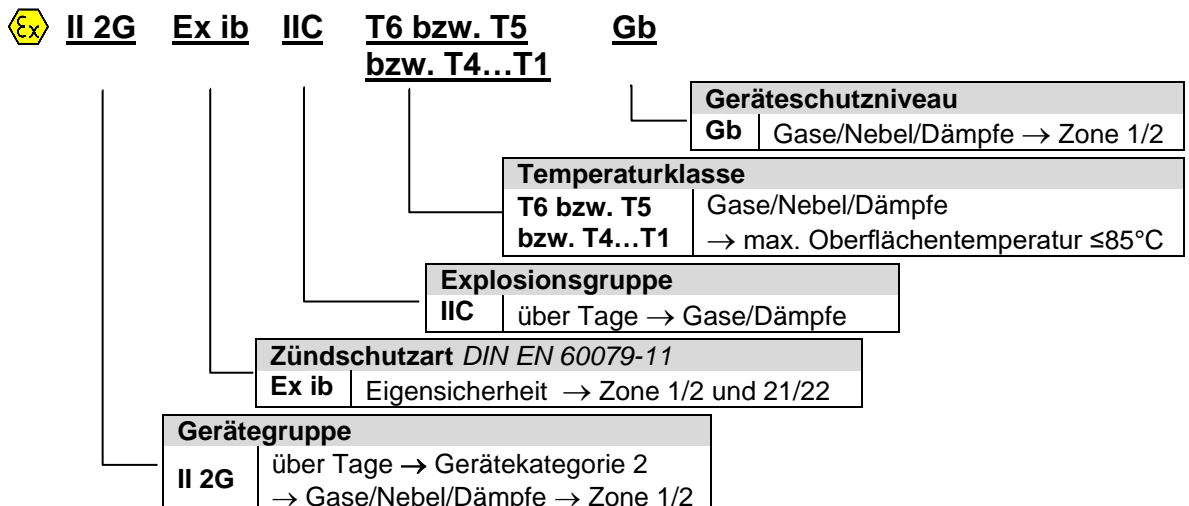 Ex II 2G Ex ib IIC T6 bzw. T5 Gb
bzw. T4…T1
Geräteschutzniveau
Gb Gase/Nebel/Dämpfe → Zone 1/2
Temperaturklasse
T6 bzw. T5 Gase/Nebel/Dämpfe
bzw. T4…T1 → max. Oberflächentemperatur ≤85°C
Explosionsgruppe
IIC über Tage → Gase/Dämpfe
Zündschutzart DIN EN 60079-11
Ex ib Eigensicherheit → Zone 1/2 und 21/22
Gerätegruppe
II 2G über Tage → Gerätekategorie 2
→ Gase/Nebel/Dämpfe → Zone 1/2